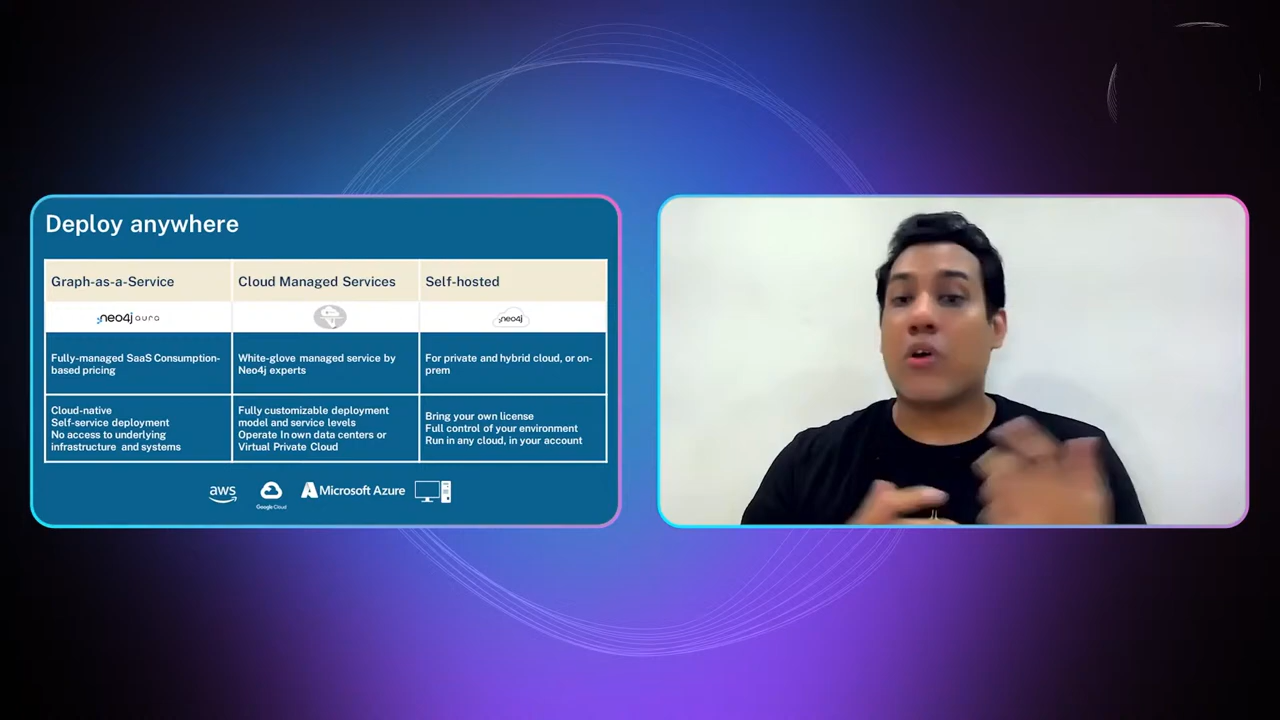 Deploy anywhere
Graph-as-a-Service
Cloud Managed Services
Self-hosted
neo4j aura
neo4j
Fully-managed SaaS Consumption-
based pricing
White-glove managed service by
Neo4j experts
For private and hybrid cloud, or on-
prem
Cloud-native
Self-service deployment
No access to underlying
infrastructure and systems
Fully customizable deployment
model and service levels
Operate In own data centers or
Virtual Private Cloud
Bring your own license
Full control of your environment
Run in any cloud, in your account
aws
Google Cloud
Microsoft Azure